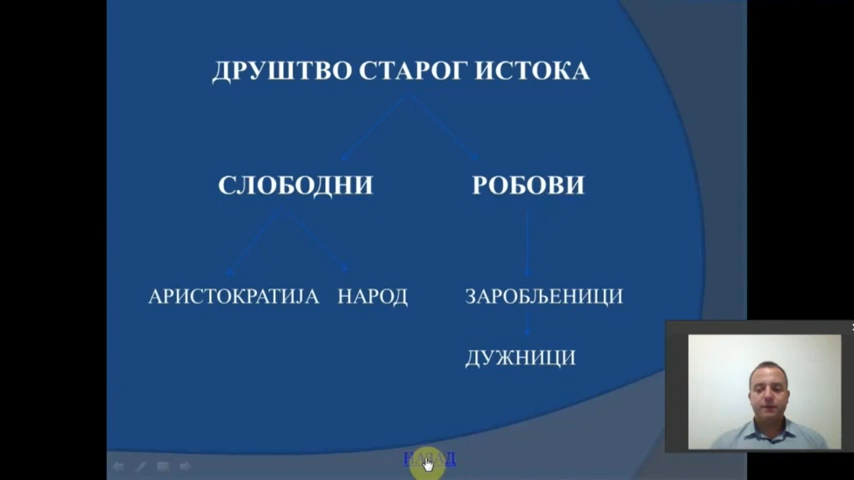 ДРУШТВО СТАРОГ ИСТОКА
СЛОБОДНИ РОБОВИ
АРИСТОКРАТИЈА НАРОД ЗАРОБЉЕНИЦИ
ДУЖНИЦИ